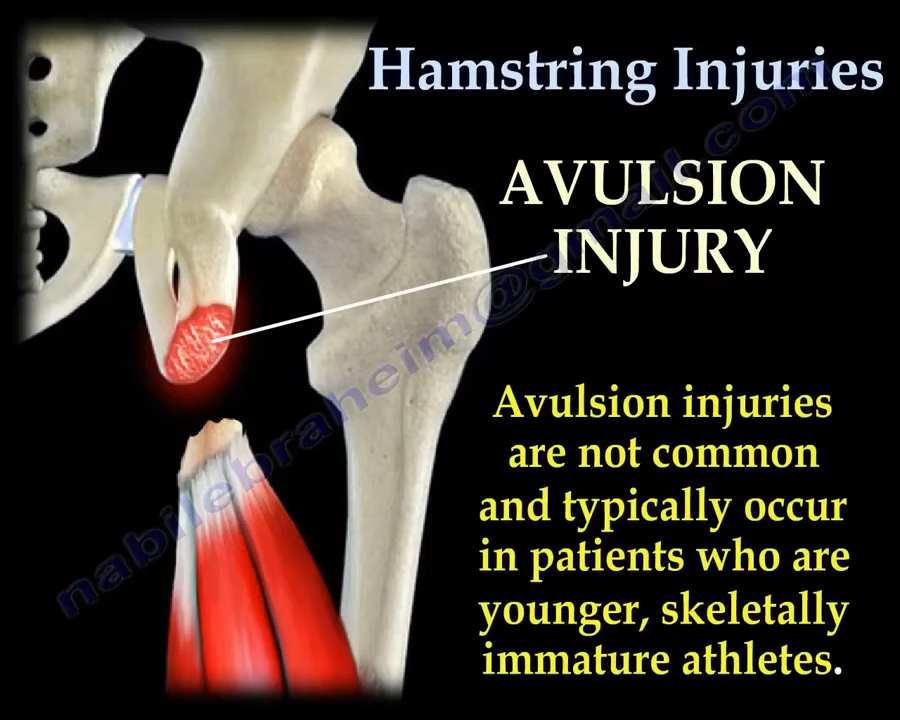 Hamstring Injuries
AVULSION
INJURY
Avulsion injuries
are not common
and typically occur
in patients who are
younger, skeletally
immature athletes.
nabilebraheim@gmail.com